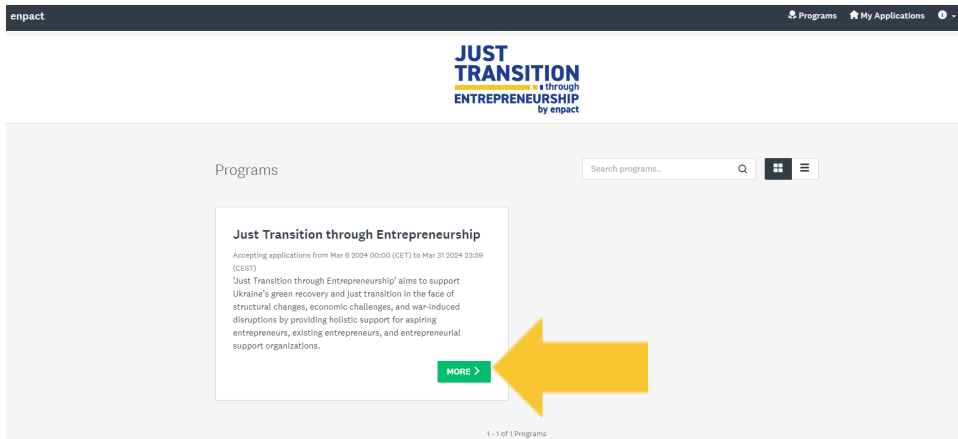 enpact
Programs
My Applications
JUST
TRANSITION
through
ENTREPRENEURSHIP
by enpact
Programs
Search programs..
Just Transition through Entrepreneurship
Accepting applications from Mar 6 2024 00:00 (CET) to Mar 31 2024 23:59
(CEST)
"Just Transition through Entrepreneurship" aims to support
Ukraine's green recovery and just transition in the face of
structural changes, economic challenges, and war-induced
disruptions by providing holistic support for aspiring
entrepreneurs, existing entrepreneurs, and entrepreneurial
support organizations.
MORE
1 - 1 of 1 Programs